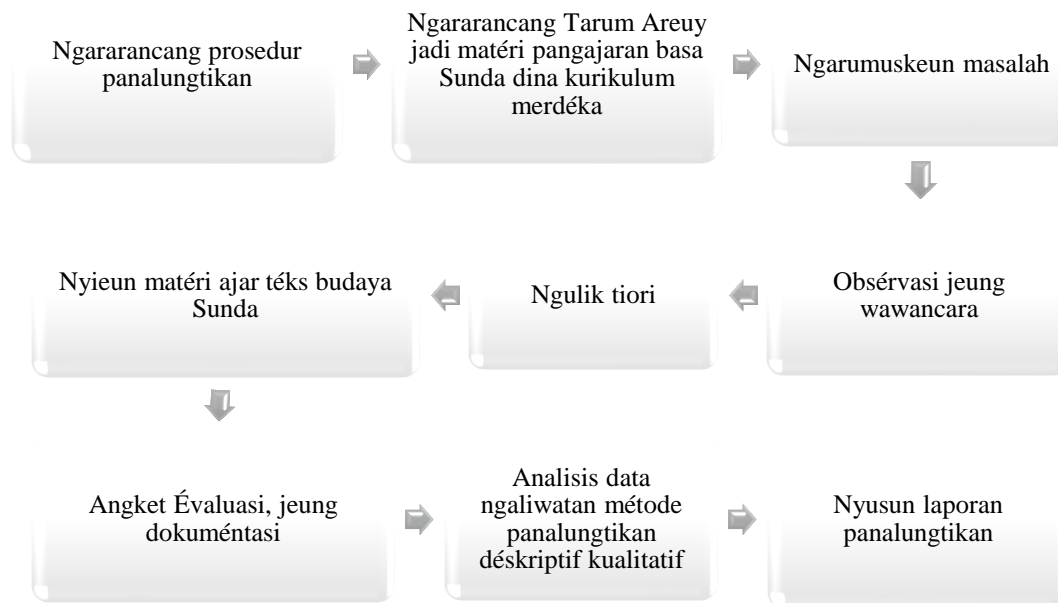 Ngararancang prosedur
panalungtikan
Ngararancang Tarum Areuy
jadi matéri pangajaran basa
Sunda dina kurikulum
merdéka
Ngarumuskeun masalah
Obsérvasi jeung
wawancara
Ngulik tiori
Nyieun matéri ajar téks budaya
Sunda
Angket Évaluasi, jeung
dokuméntasi
Analisis data
ngaliwatan métode
panalungtikan
déskriptif kualitatif
Nyusun laporan
panalungtikan